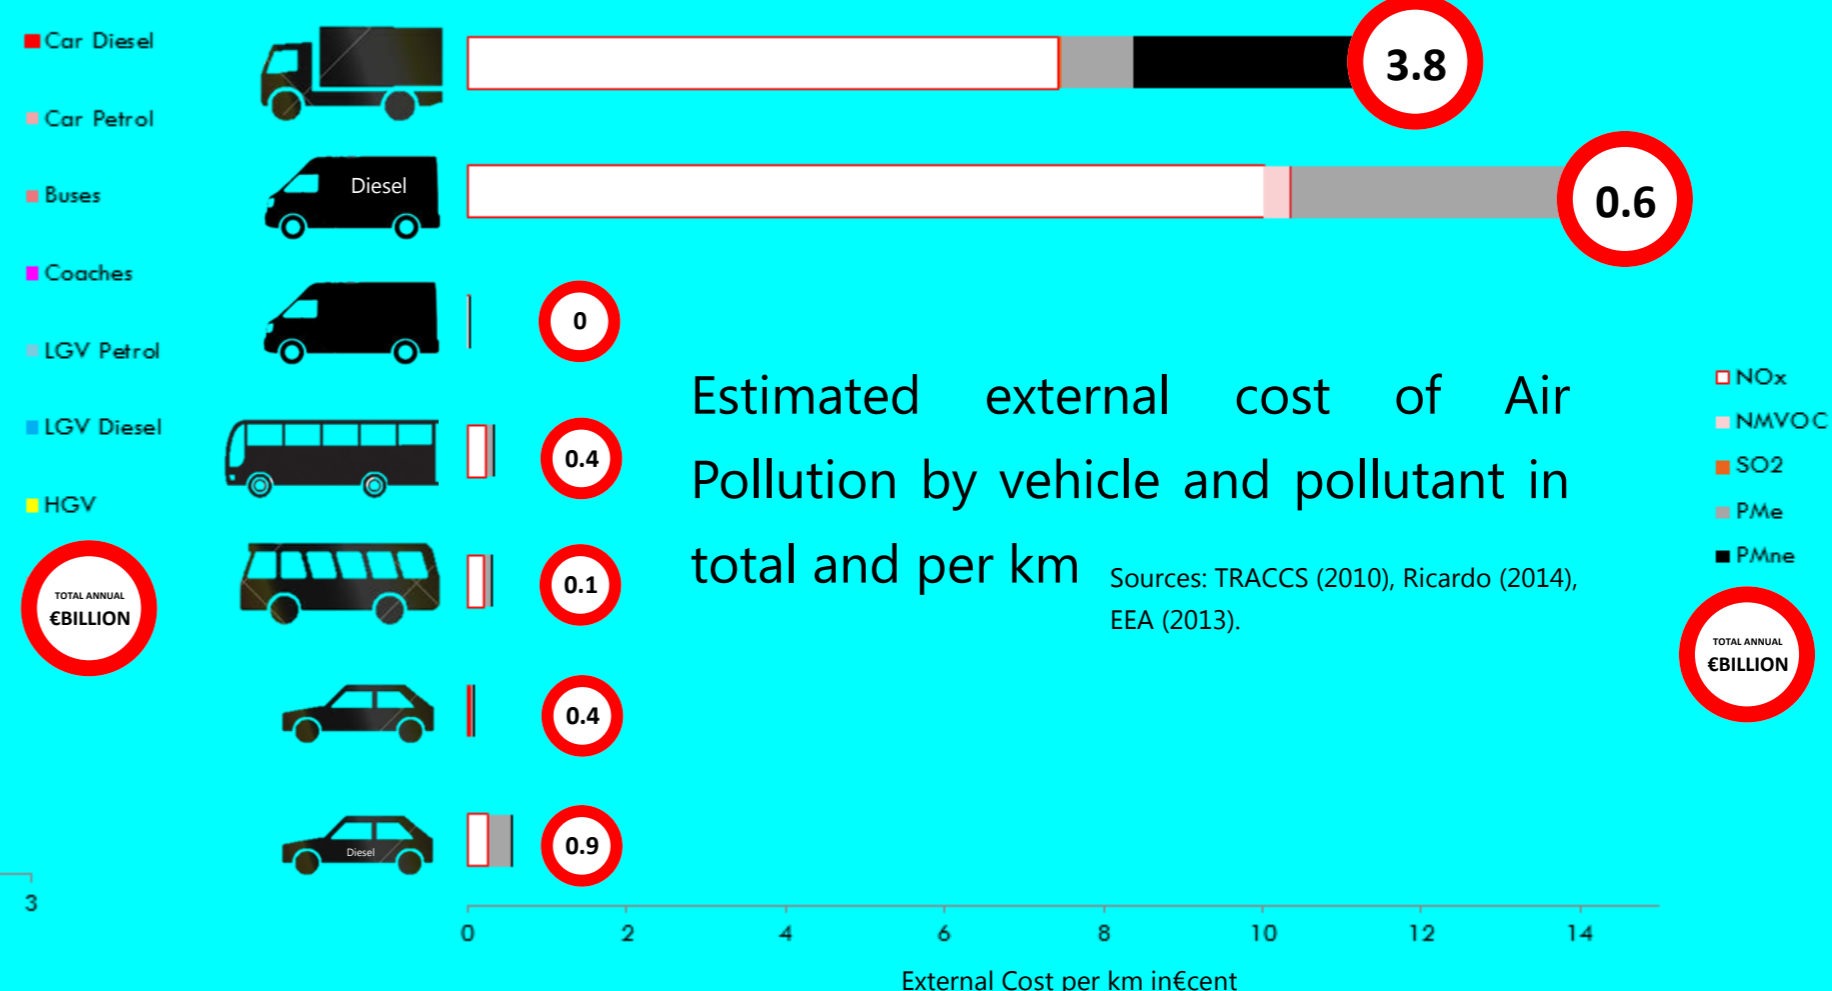 Car Diesel
Car Petrol
Buses
Coaches
LGV Petrol
LGV Diesel
HGV
TOTAL ANNUAL
€BILLION
3
3.8
Diesel
0.6
0
0.4
0.1
0.4
Diesel
0.9
Estimated external cost of Air
Pollution by vehicle and pollutant in
total and per km
Sources: TRACCS (2010), Ricardo (2014),
EEA (2013).
NOx
NMVOC
SO2
PMe
PMne
TOTAL ANNUAL
€BILLION
0 2 4 6 8 10 12 14
External Cost per km in€cent